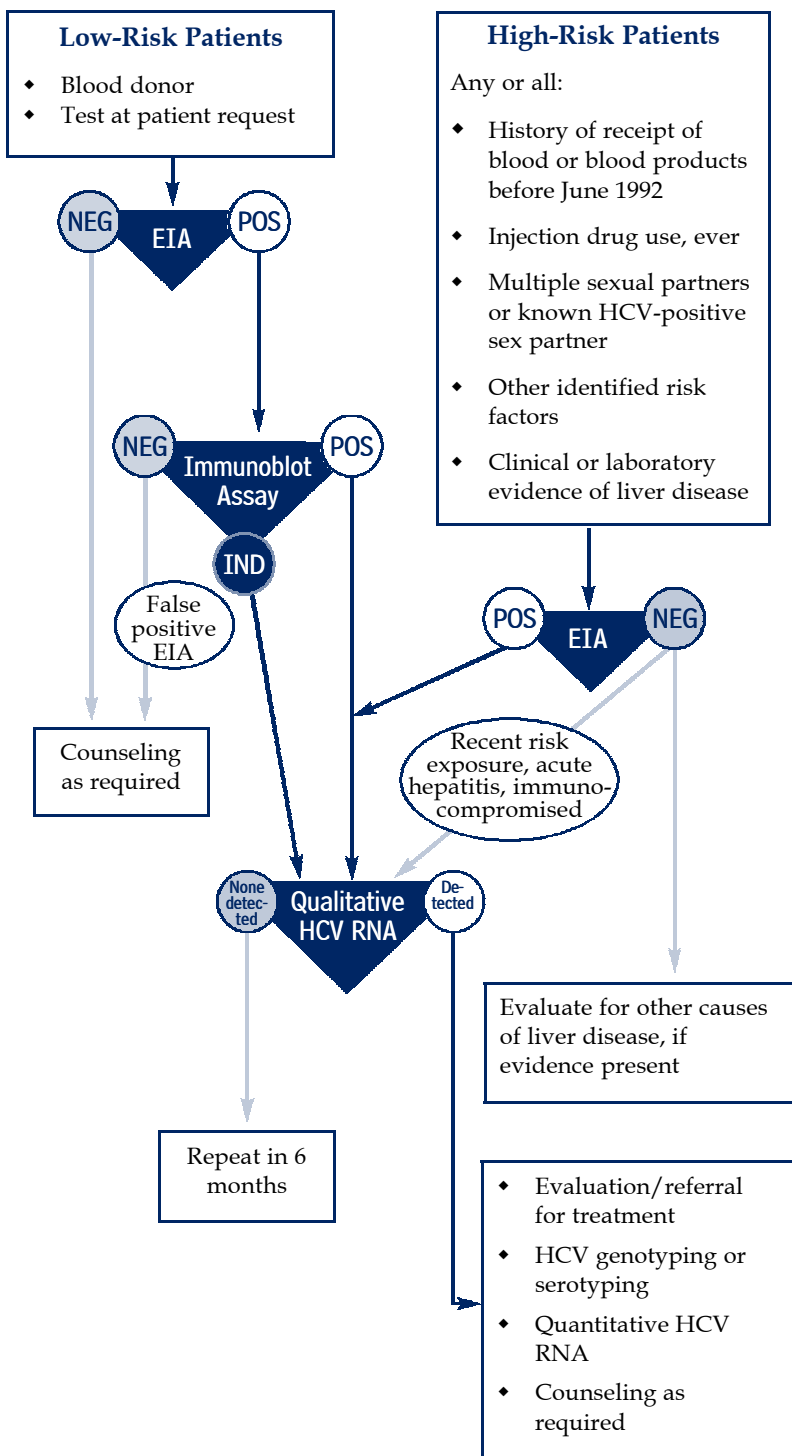 Low-Risk Patients
◆ Blood donor
◆ Test at patient request
High-Risk Patients
Any or all:
◆ History of receipt of
blood or blood products
before June 1992
◆ Injection drug use, ever
◆ Multiple sexual partners
or known HCV-positive
sex partner
◆ Other identified risk
factors
◆ Clinical or laboratory
evidence of liver disease
NEG
EIA
POS
NEG
Immunoblot
Assay
POS
IND
False
positive
EIA
Counseling
as required
POS
EIA
NEG
Recent risk
exposure, acute
hepatitis, immuno-
compromised
None
detec-
ted
Qualitative
HCV RNA
De-
tected
Evaluate for other causes
of liver disease, if
evidence present
Repeat in 6
months
◆ Evaluation/referral
for treatment
◆ HCV genotyping or
serotyping
◆ Quantitative HCV
RNA
◆ Counseling as
required